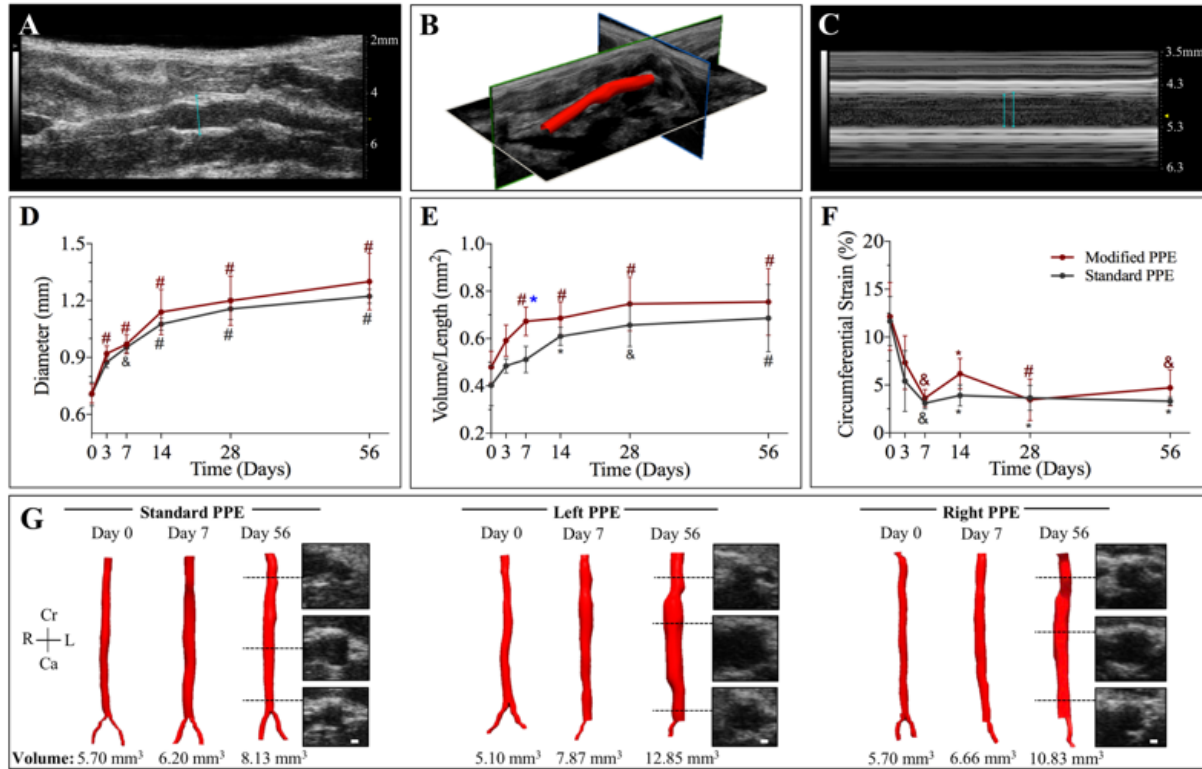 A
2mm
4
6
B
C
3.5mm
4.3
5.3
6.3
D
Diameter (mm)
1.5
1.2
0.9
0.6
# # # # #
& # # #
0 3 7 14 28 56
Time (Days)
E
Volume/Length (mm²)
1.0
0.8
0.6
0.4
0.2
#* # # #
* & #
0 3 7 14 28 56
Time (Days)
F
Circumferential Strain (%)
20
15
10
5
0
Modified PPE
Standard PPE
& * # &
& * * *
0 3 7 14 28 56
Time (Days)
G
Standard PPE
Day 0 Day 7 Day 56
Left PPE
Day 0 Day 7 Day 56
Right PPE
Day 0 Day 7 Day 56
Cr
R L
Ca
Volume: 5.70 mm³ 6.20 mm³ 8.13 mm³ 5.10 mm³ 7.87 mm³ 12.85 mm³ 5.70 mm³ 6.66 mm³ 10.83 mm³